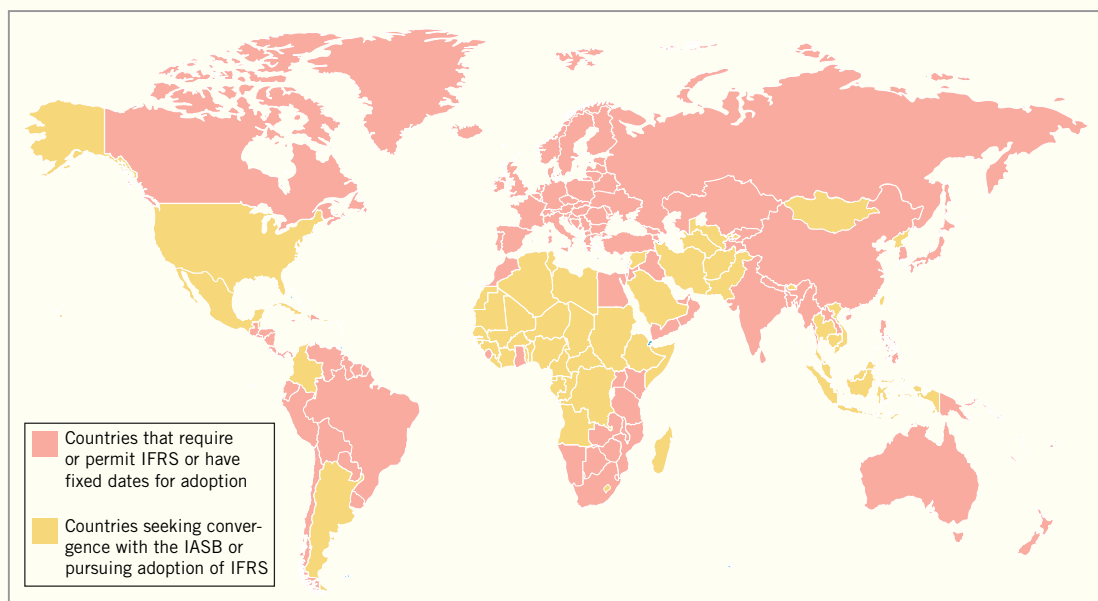 Countries that require
or permit IFRS or have
fixed dates for adoption
Countries seeking conver-
gence with the IASB or
pursuing adoption of IFRS